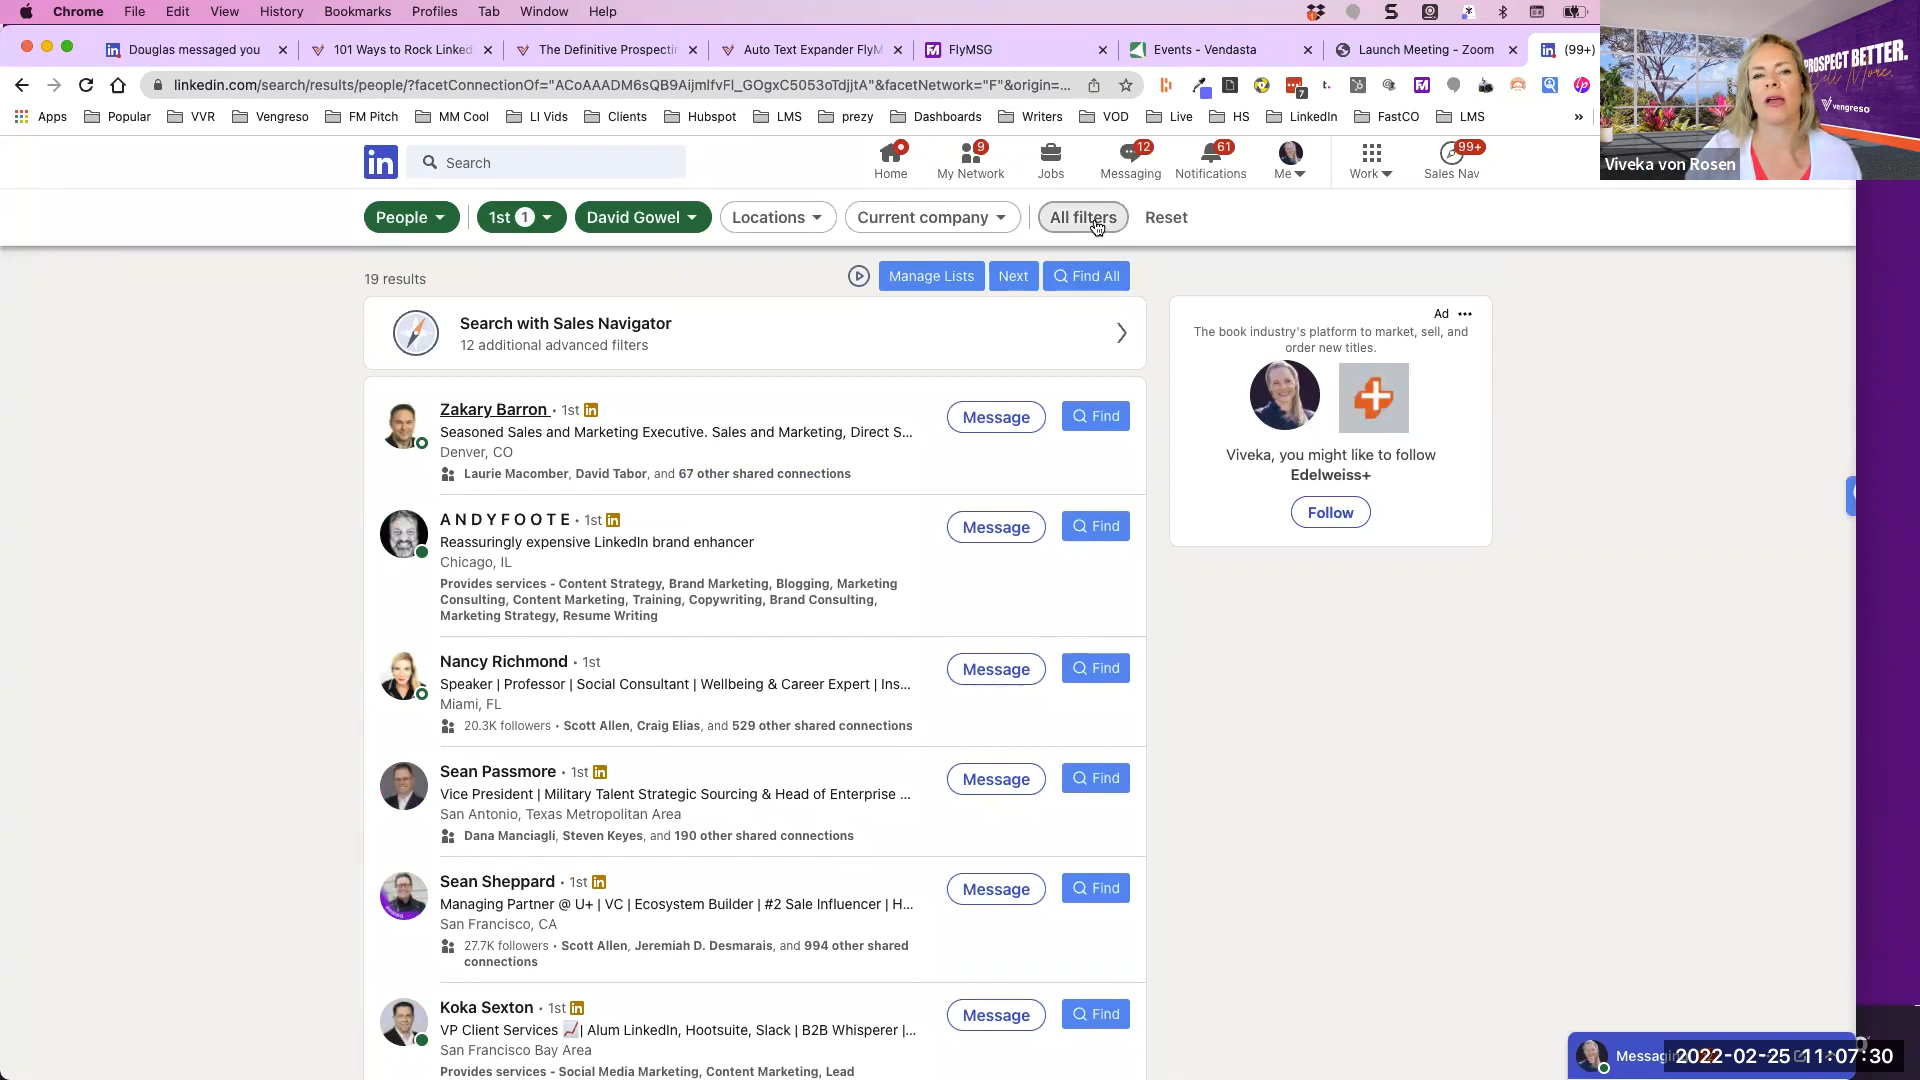 Chrome File Edit View History Bookmarks Profiles Tab Window Help
Douglas messaged you 101 Ways to Rock Linked The Definitive Prospecti Auto Text Expander FlyM FlyMSG Events - Vendasta Launch Meeting - Zoom (99+)
linkedin.com/search/results/people/?facetConnectionOf="ACoAAADM6sQB9AijmIfvFl_GOgxC5053oTdjjtA"&facetNetwork="F"&origin=...
7
Apps Popular VVR Vengreso FM Pitch MM Cool LI Vids Clients Hubspot LMS prezy Dashboards Writers VOD Live HS LinkedIn FastCO LMS »
PROSPECT BETTER.
Sell More.
vengreso
Viveka von Rosen
in Search
9 12 61 99+
Home My Network Jobs Messaging Notifications Me Work Sales Nav
People 1st 1 David Gowel Locations Current company All filters Reset
19 results Manage Lists Next Find All
Search with Sales Navigator
12 additional advanced filters
Zakary Barron • 1st in
Seasoned Sales and Marketing Executive. Sales and Marketing, Direct S...
Denver, CO
Laurie Macomber, David Tabor, and 67 other shared connections
Message Find
A N D Y F O O T E • 1st in
Reassuringly expensive LinkedIn brand enhancer
Chicago, IL
Provides services - Content Strategy, Brand Marketing, Blogging, Marketing
Consulting, Content Marketing, Training, Copywriting, Brand Consulting,
Marketing Strategy, Resume Writing
Message Find
Nancy Richmond • 1st
Speaker | Professor | Social Consultant | Wellbeing & Career Expert | Ins...
Miami, FL
20.3K followers • Scott Allen, Craig Elias, and 529 other shared connections
Message Find
Sean Passmore • 1st in
Vice President | Military Talent Strategic Sourcing & Head of Enterprise ...
San Antonio, Texas Metropolitan Area
Dana Manciagli, Steven Keyes, and 190 other shared connections
Message Find
Sean Sheppard • 1st in
Managing Partner @ U+ | VC | Ecosystem Builder | #2 Sale Influencer | H...
San Francisco, CA
27.7K followers • Scott Allen, Jeremiah D. Desmarais, and 994 other shared
connections
Message Find
Koka Sexton • 1st in
VP Client Services 📈| Alum LinkedIn, Hootsuite, Slack | B2B Whisperer |...
San Francisco Bay Area
Provides services - Social Media Marketing, Content Marketing, Lead
Message Find
Ad •••
The book industry's platform to market, sell, and
order new titles.
Viveka, you might like to follow
Edelweiss+
Follow
Messaging
2022-02-25 11:07:30